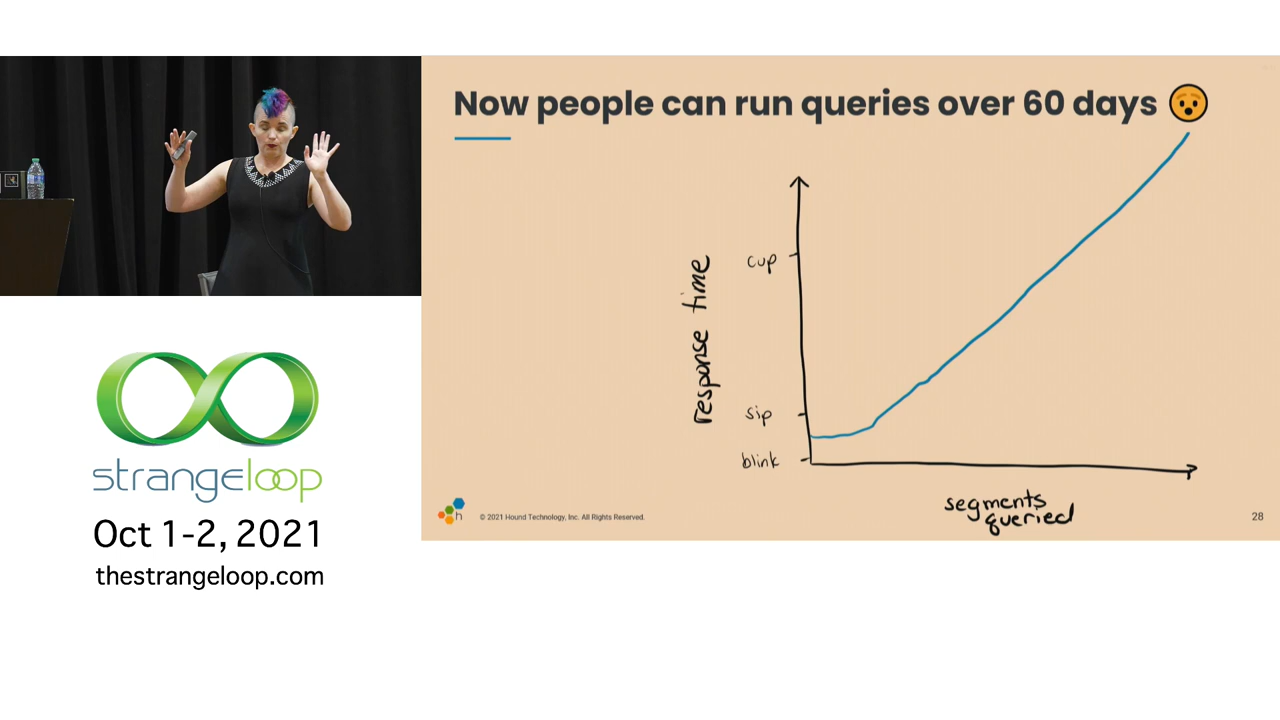 Now people can run queries over 60 days
response time
cup
sip
blink
segments
queried
© 2021 Hound Technology, Inc. All Rights Reserved.
28
strangeloop
Oct 1-2, 2021
thestrangeloop.com